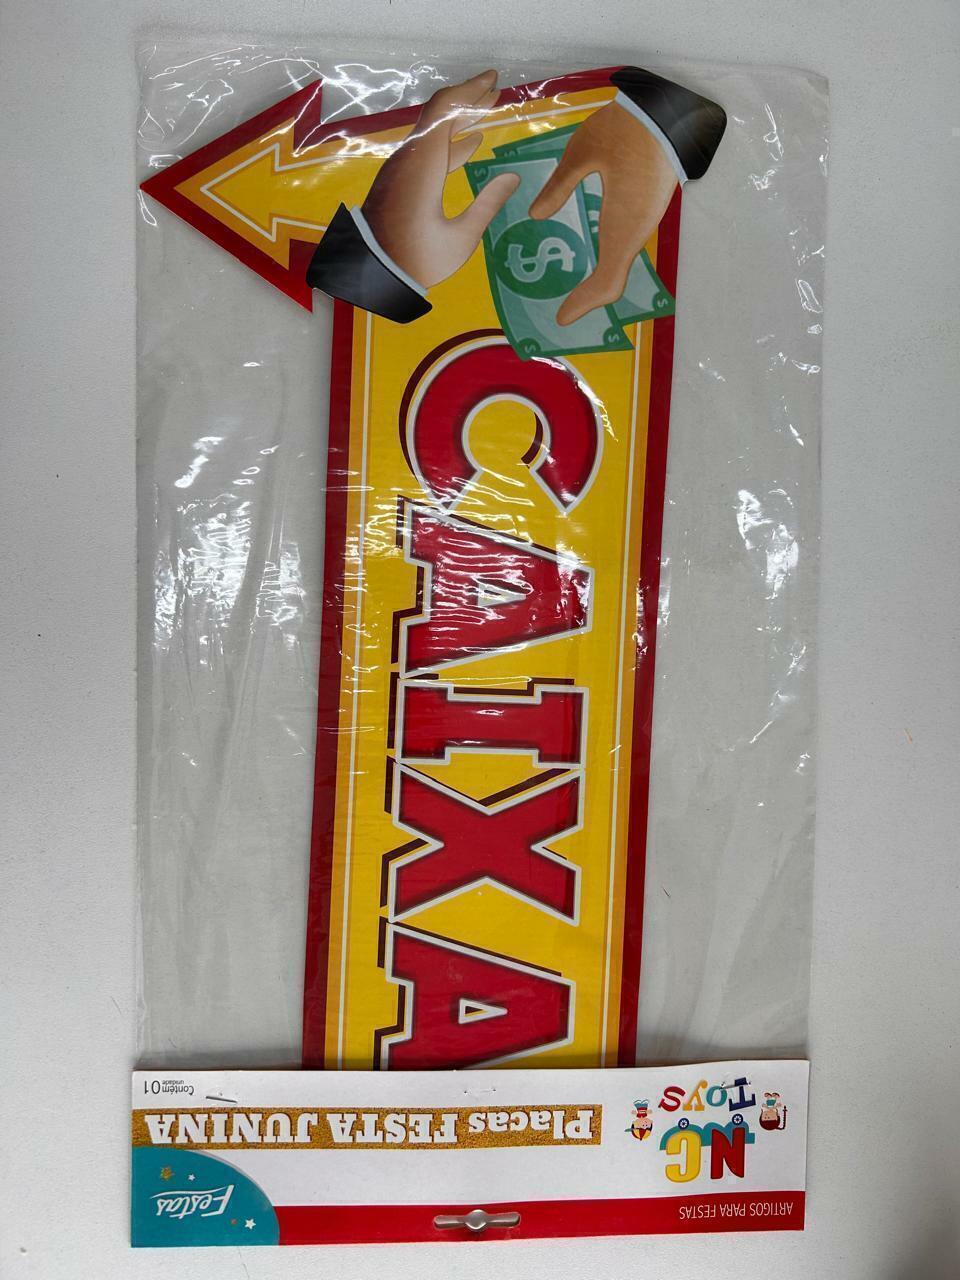 CAIXA
$
$
$
$
$
ARTIGOS PARA FESTAS
NC
Toys
Festas
Placas FESTA JUNINA
Contém 01
unidade